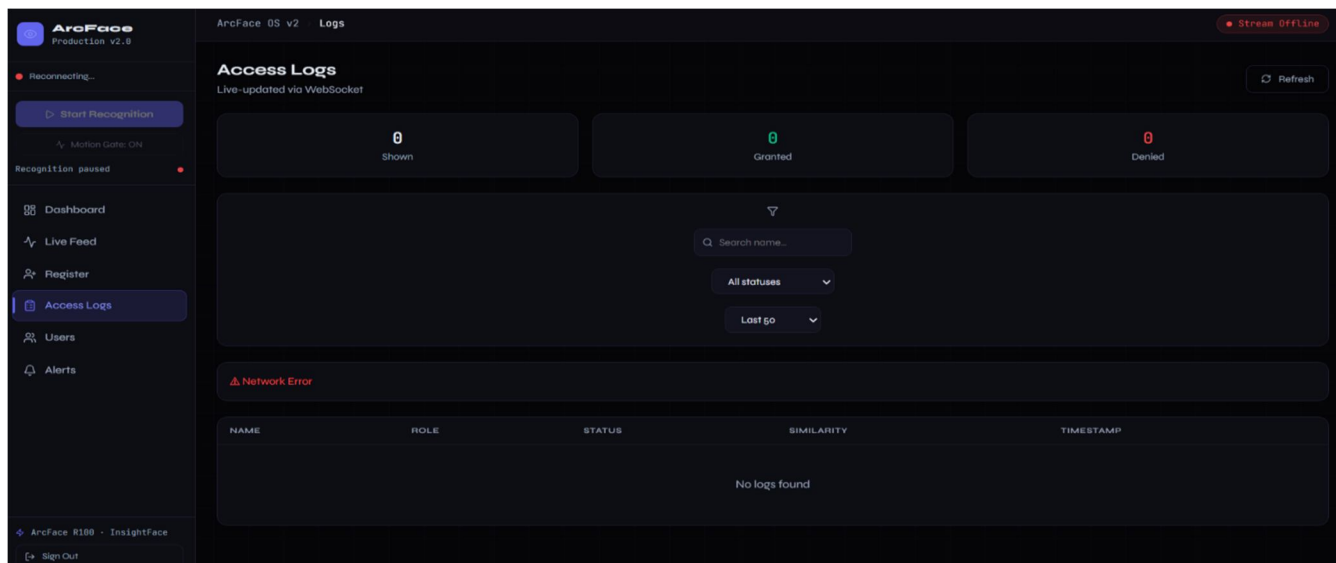 ArcFace
Production v2.0
Reconnecting...
Start Recognition
Motion Gate: ON
Recognition paused
Dashboard
Live Feed
Register
Access Logs
Users
Alerts
ArcFace R100 · InsightFace
Sign Out
ArcFace OS v2 Logs
Stream Offline
Access Logs
Live-updated via WebSocket
Refresh
0 0 0
Shown Granted Denied
Search name...
All statuses
Last 50
Network Error
NAME ROLE STATUS SIMILARITY TIMESTAMP
No logs found